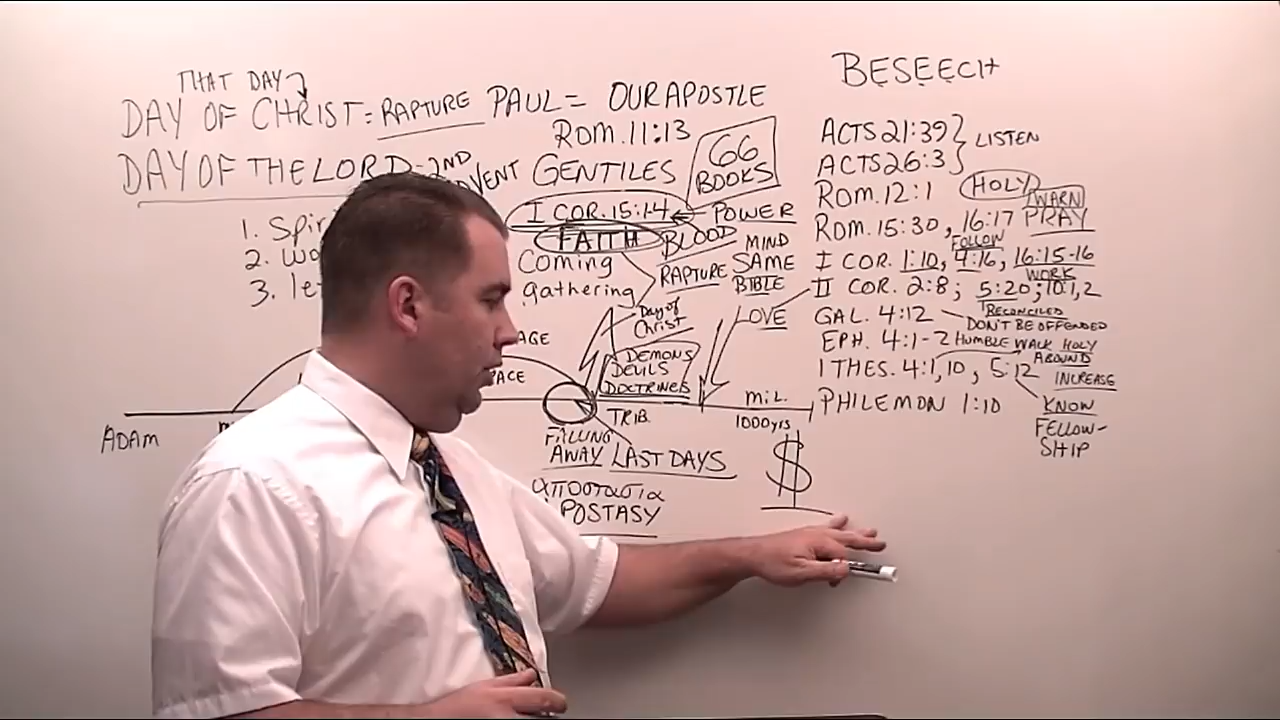 THAT DAY
DAY OF CHRIST = RAPTURE
DAY OF THE LORD = 2ND
ADVENT
1. Spir
2. Wo
3. let
PAUL = OUR APOSTLE
ROM. 11:13
GENTILES
66
BOOKS
I COR. 15:1-4
POWER
FAITH
BLOOD
Coming
gathering
RAPTURE
MIND
SAME
BIBLE
LOVE
Day of
Christ
DEMONS
DEVILS
DOCTRINES
AGE
ADAM
TRIB.
MIL.
1000yrs
FALLING
AWAY
LAST DAYS
αποστασια
POSTASY
$
BESEECH
ACTS 21:39
ACTS 26:3
LISTEN
ROM. 12:1
HOLY
WARN
ROM. 15:30, 16:17 PRAY
FOLLOW
I COR. 1:10, 4:16, 16:15-16
WORK
II COR. 2:8; 5:20; 10:1,2
RECONCILED
GAL. 4:12
DON'T BE OFFENDED
EPH. 4:1-2 HUMBLE WALK HOLY
ABOUND
1 THES. 4:1,10, 5:12
INCREASE
PHILEMON 1:10
KNOW
FELLOW-
SHIP